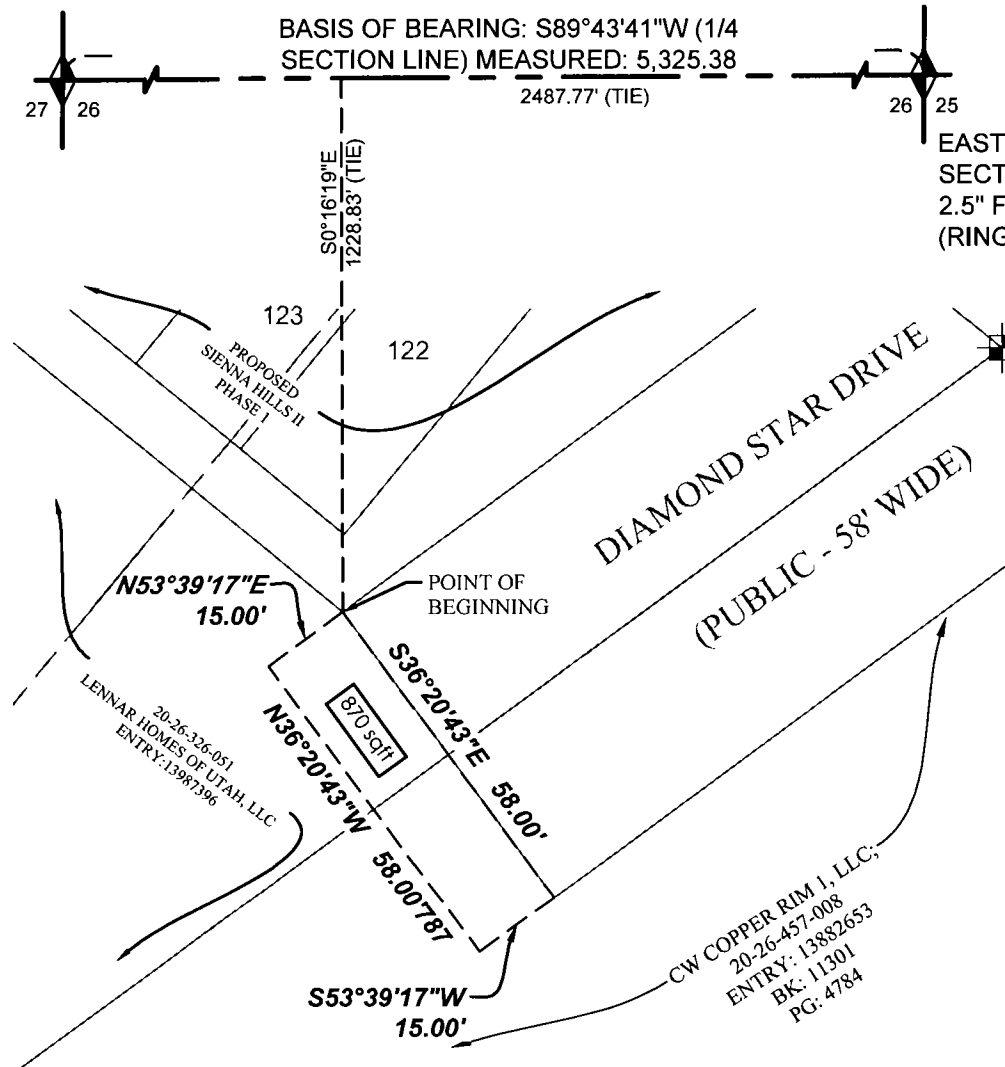 BASIS OF BEARING: S89°43'41"W (1/4
SECTION LINE) MEASURED: 5,325.38
2487.77' (TIE)
27 26
26 25
EAST
SECT
2.5" F
(RING
S0°16'19"E
1228.83' (TIE)
123
122
PROPOSED
SIENNA HILLS II
PHASE 1
DIAMOND STAR DRIVE
(PUBLIC - 58' WIDE)
N53°39'17"E
15.00'
POINT OF
BEGINNING
S36°20'43"E 58.00'
870 sqft
N36°20'43"W 58.00'787
20-26-326-051
LENNAR HOMES OF UTAH, LLC
ENTRY:13987396
S53°39'17"W
15.00'
CW COPPER RIM 1, LLC;
20-26-457-008
ENTRY: 13882653
BK: 11301
PG: 4784